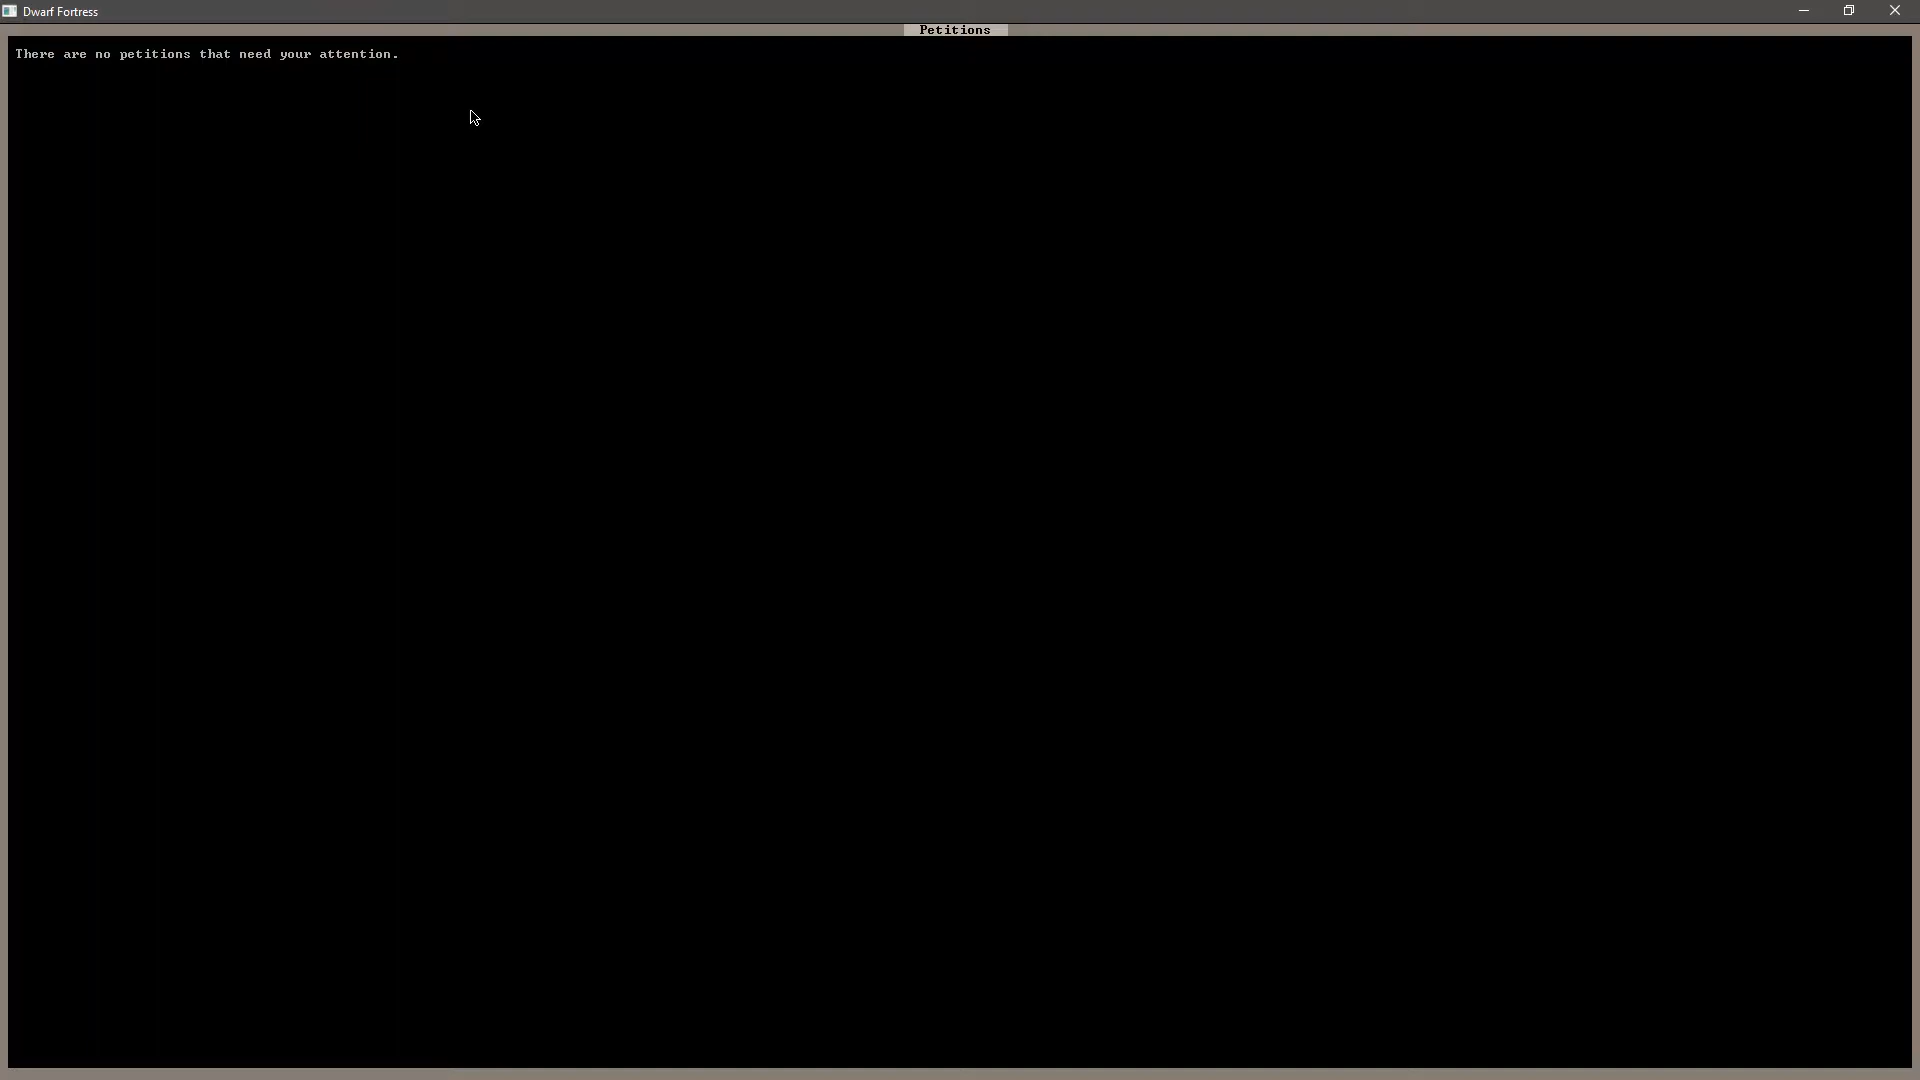 Dwarf Fortress
Petitions
There are no petitions that need your attention.